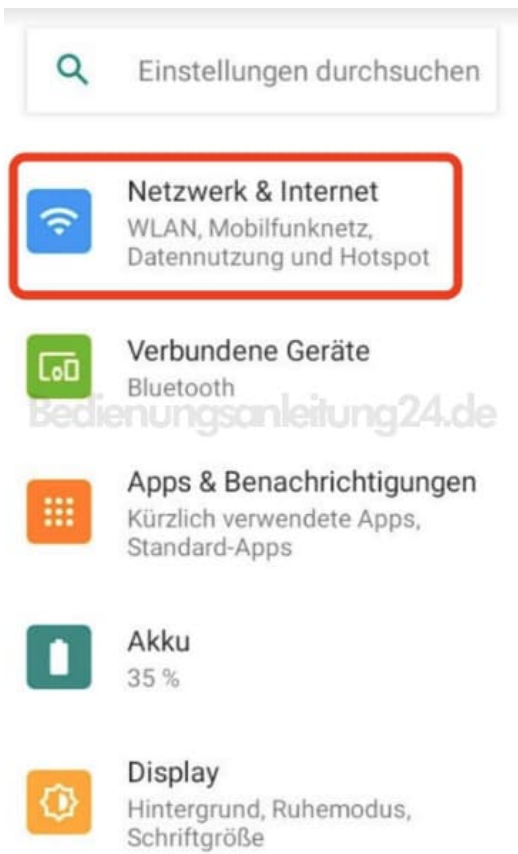 Einstellungen durchsuchen
Netzwerk & Internet
WLAN, Mobilfunknetz,
Datennutzung und Hotspot
Verbundene Geräte
Bluetooth
Bedienungsanleitung24.de
Apps & Benachrichtigungen
Kürzlich verwendete Apps,
Standard-Apps
Akku
35 %
Display
Hintergrund, Ruhemodus,
Schriftgröße